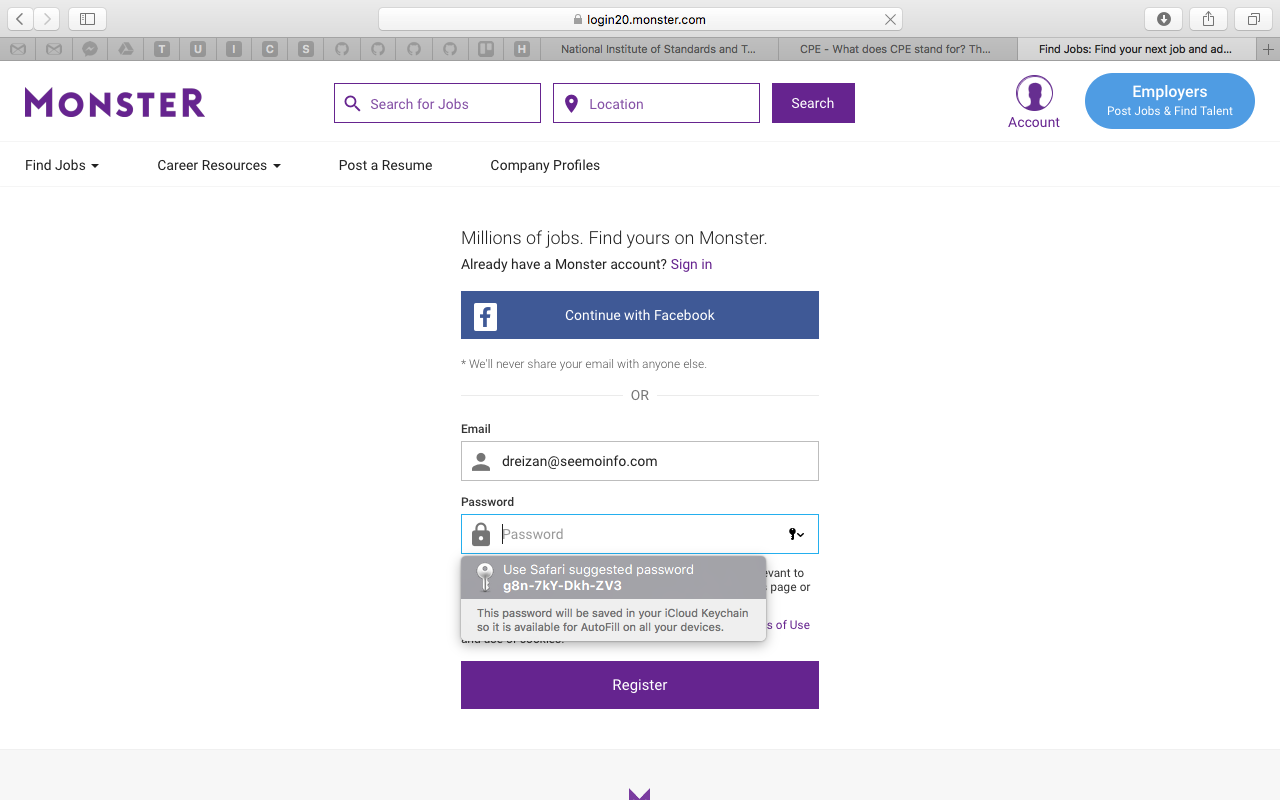 login20.monster.com
T U I C S H
National Institute of Standards and T...
CPE - What does CPE stand for? Th...
Find Jobs: Find your next job and ad...
MONSTER
Search for Jobs
Location
Search
Account
Employers
Post Jobs & Find Talent
Find Jobs
Career Resources
Post a Resume
Company Profiles
Millions of jobs. Find yours on Monster.
Already have a Monster account? Sign in
Continue with Facebook
* We'll never share your email with anyone else.
OR
Email
dreizan@seemoinfo.com
Password
Password
Use Safari suggested password
g8n-7kY-Dkh-ZV3
This password will be saved in your iCloud Keychain
so it is available for AutoFill on all your devices.
evant to
page or
s of Use
and use of cookies.
Register